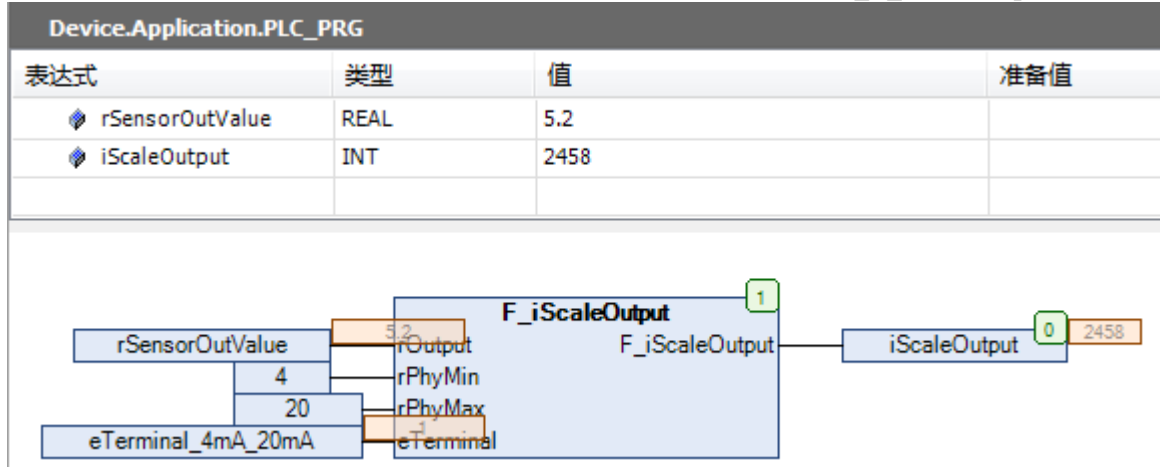 Device.Application.PLC_PRG
表达式 类型 值 准备值
rSensorOutValue REAL 5.2
iScaleOutput INT 2458
F_iScaleOutput 1
rSensorOutValue 5.2 rOutput F_iScaleOutput iScaleOutput 0 2458
4 rPhyMin
20 rPhyMax
eTerminal_4mA_20mA 1 eTerminal